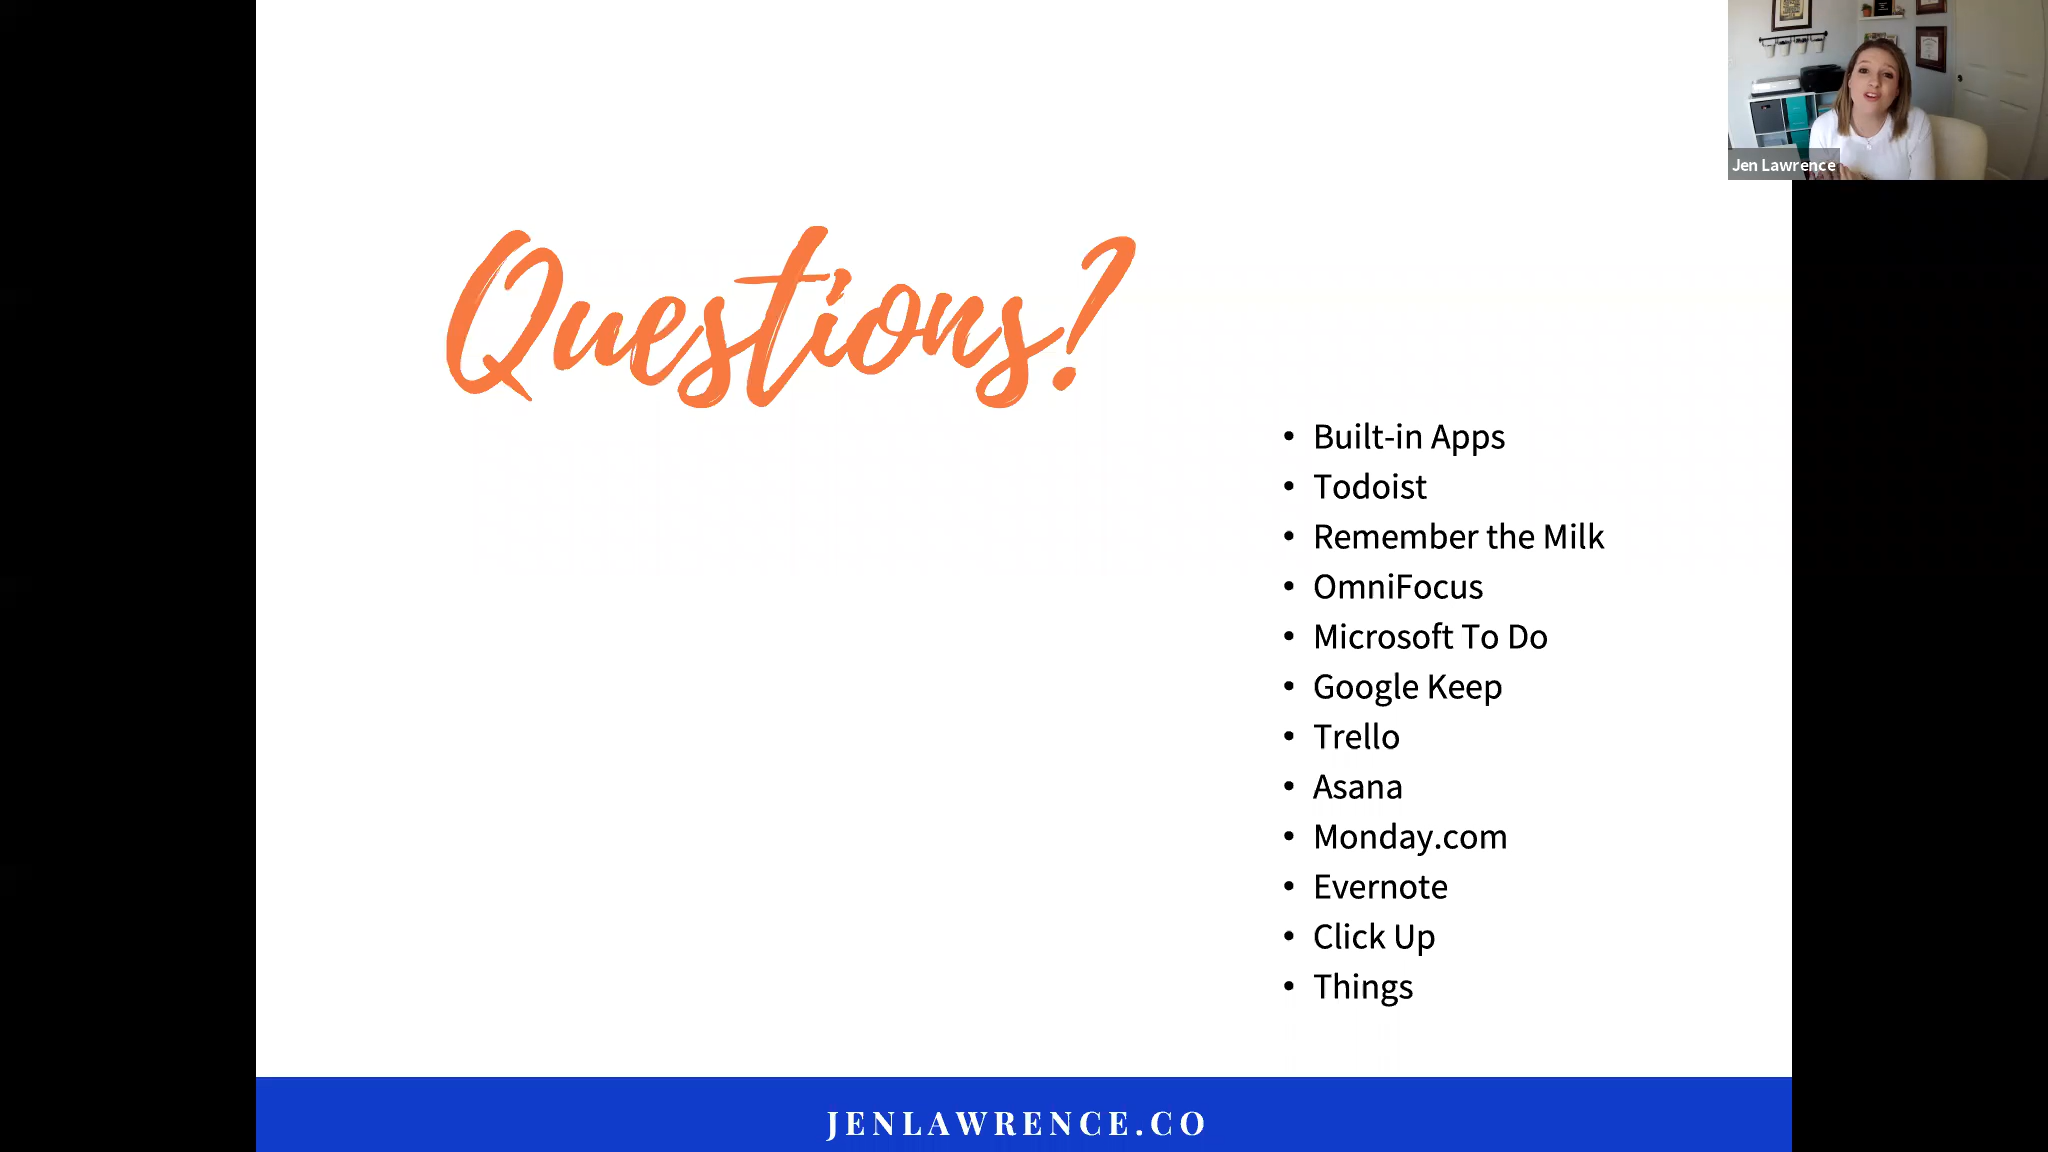 Jen Lawrence
Questions?
• Built-in Apps
• Todoist
• Remember the Milk
• OmniFocus
• Microsoft To Do
• Google Keep
• Trello
• Asana
• Monday.com
• Evernote
• Click Up
• Things
JENLAWRENCE.CO